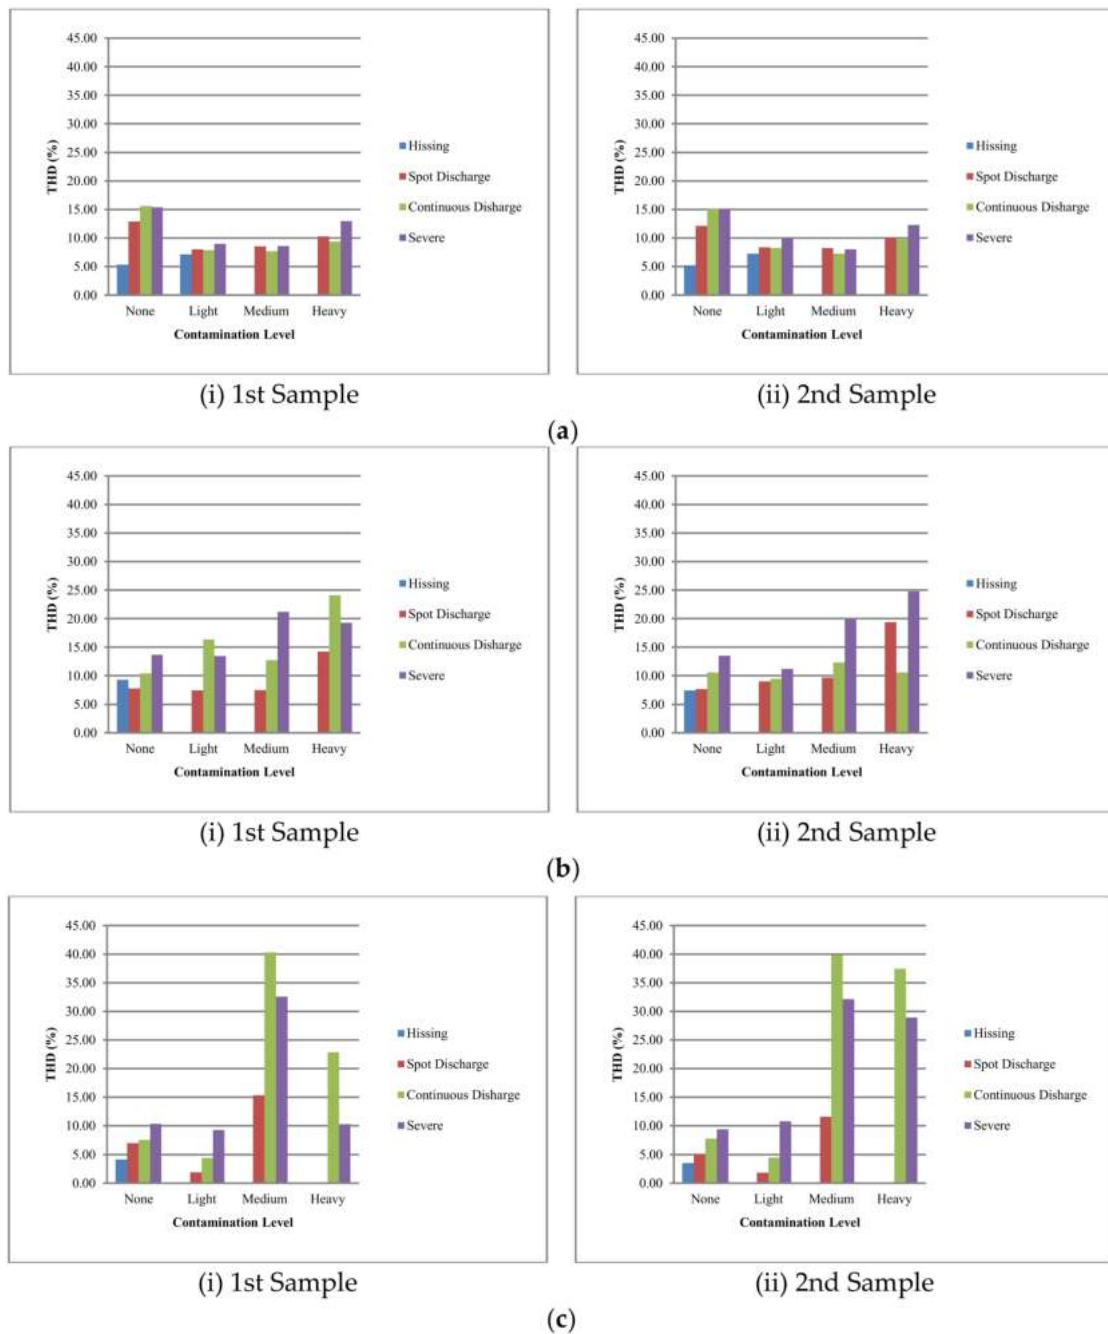 45.00
40.00
35.00
30.00
25.00
20.00
15.00
10.00
5.00
0.00
THD (%)
None Light Medium Heavy
Contamination Level
Hissing
Spot Discharge
Continuous Disharge
Severe
(i) 1st Sample
45.00
40.00
35.00
30.00
25.00
20.00
15.00
10.00
5.00
0.00
THD (%)
None Light Medium Heavy
Contamination Level
Hissing
Spot Discharge
Continuous Disharge
Severe
(ii) 2nd Sample
(a)
45.00
40.00
35.00
30.00
25.00
20.00
15.00
10.00
5.00
0.00
THD (%)
None Light Medium Heavy
Contamination Level
Hissing
Spot Discharge
Continuous Disharge
Severe
(i) 1st Sample
45.00
40.00
35.00
30.00
25.00
20.00
15.00
10.00
5.00
0.00
THD (%)
None Light Medium Heavy
Contamination Level
Hissing
Spot Discharge
Continuous Disharge
Severe
(ii) 2nd Sample
(b)
45.00
40.00
35.00
30.00
25.00
20.00
15.00
10.00
5.00
0.00
THD (%)
None Light Medium Heavy
Contamination Level
Hissing
Spot Discharge
Continuous Disharge
Severe
(i) 1st Sample
45.00
40.00
35.00
30.00
25.00
20.00
15.00
10.00
5.00
0.00
THD (%)
None Light Medium Heavy
Contamination Level
Hissing
Spot Discharge
Continuous Disharge
Severe
(ii) 2nd Sample
(c)